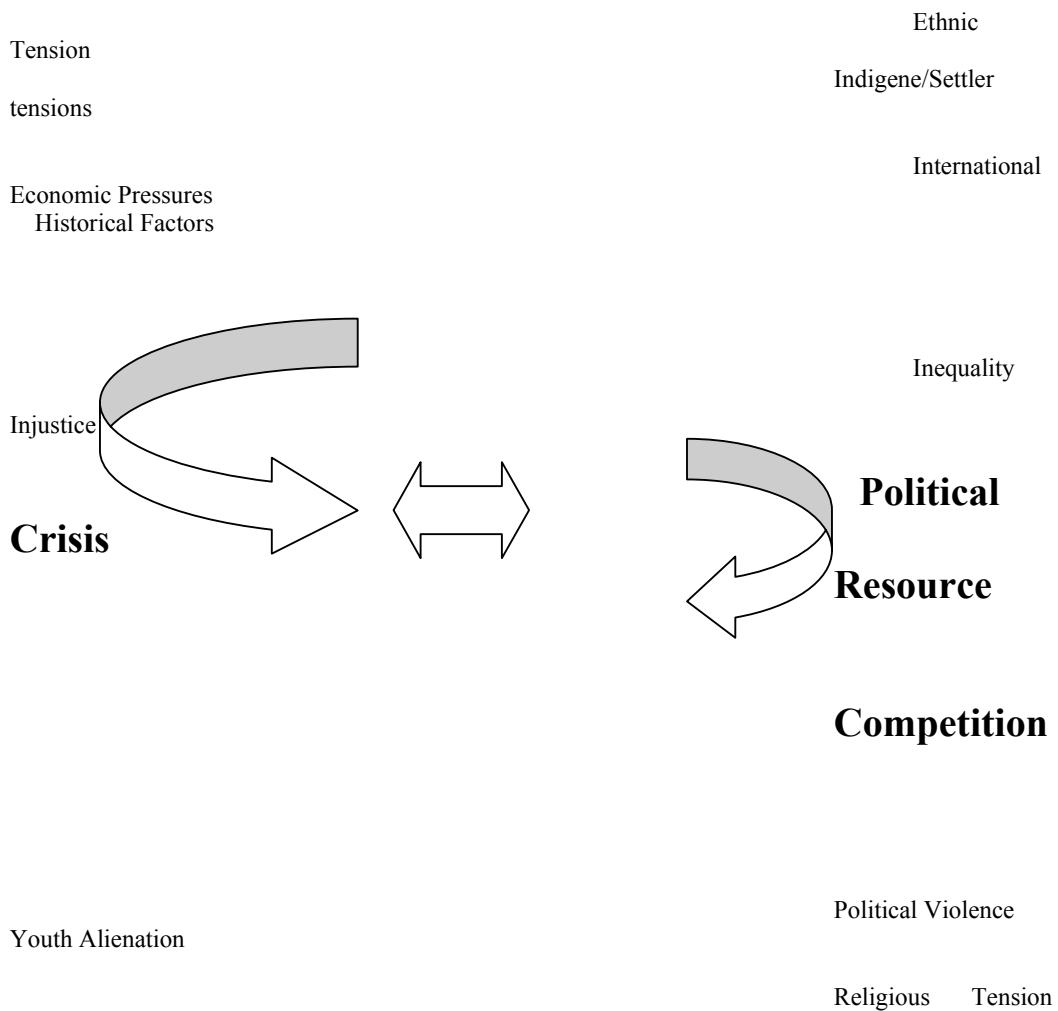 Ethnic
Tension
Indigene/Settler
tensions
International
Economic Pressures
Historical Factors
Inequality
Injustice
Political
Crisis
Resource
Competition
Political Violence
Youth Alienation
Religious Tension